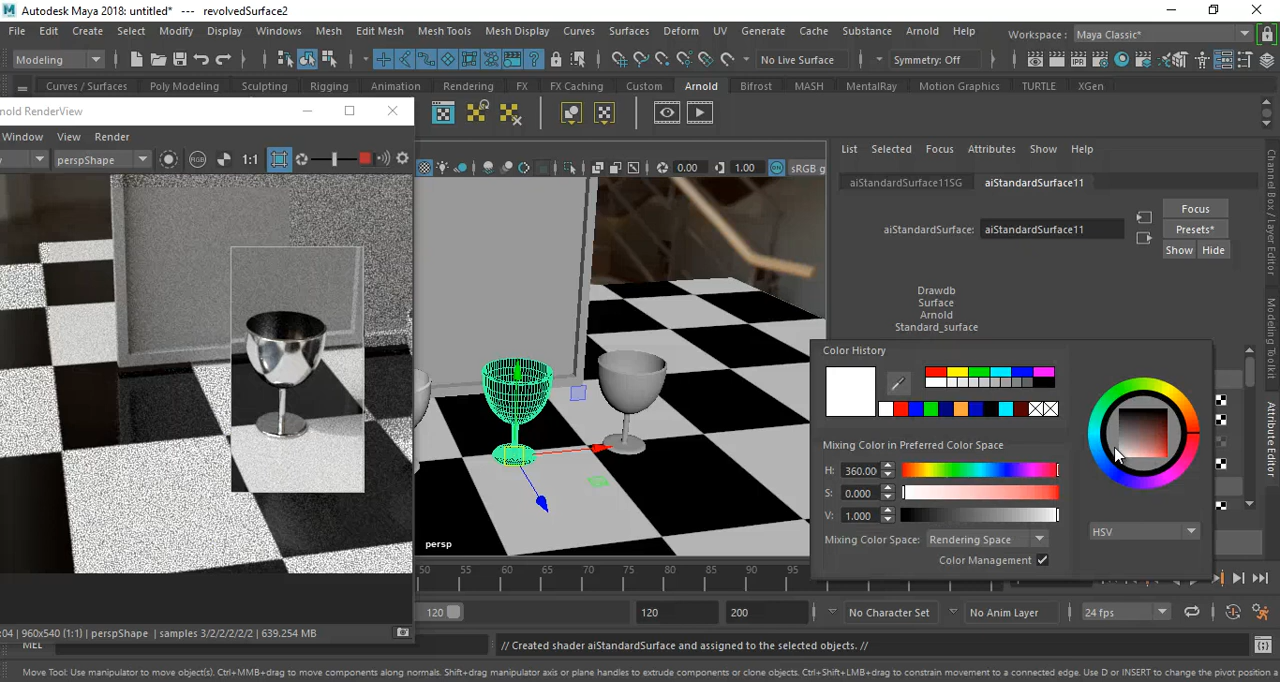 Autodesk Maya 2018: untitled* --- revolvedSurface2
File Edit Create Select Modify Display Windows Mesh Edit Mesh Mesh Tools Mesh Display Curves Surfaces Deform UV Generate Cache Substance Arnold Help Workspace : Maya Classic*
Modeling No Live Surface Symmetry: Off
Curves / Surfaces Poly Modeling Sculpting Rigging Animation Rendering FX FX Caching Custom Arnold Bifrost MASH MentalRay Motion Graphics TURTLE XGen
nold RenderView
Window View Render
perspShape 1:1
0.00 1.00 sRGB g
List Selected Focus Attributes Show Help
aiStandardSurface11SG aiStandardSurface11
aiStandardSurface: aiStandardSurface11
Focus
Presets*
Show Hide
Drawdb
Surface
Arnold
Standard_surface
Color History
Mixing Color in Preferred Color Space
H: 360.00
S: 0.000
V: 1.000
HSV
Mixing Color Space: Rendering Space
Color Management
Channel Box / Layer Editor
Modeling Toolkit
Attribute Editor
persp
50 55 60 65 70 75 80 85 90 95
120 120 200 No Character Set No Anim Layer 24 fps
:04 | 960x540 (1:1) | perspShape | samples 3/2/2/2/2/2 | 639.254 MB
MEL // Created shader aiStandardSurface and assigned to the selected objects. //
Move Tool: Use manipulator to move object(s). Ctrl+MMB+drag to move components along normals. Shift+drag manipulator axis or plane handles to extrude components or clone objects. Ctrl+Shift+LMB+drag to constrain movement to a connected edge. Use D or INSERT to change the pivot position